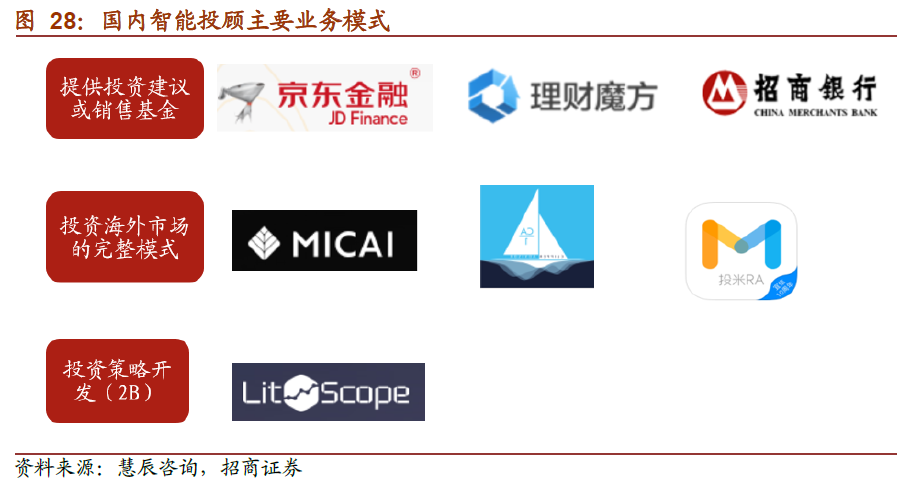 图 28：国内智能投顾主要业务模式
提供投资建议
或销售基金
京东金融®
JD Finance
理财魔方
招商银行
CHINA MERCHANTS BANK
投资海外市场
的完整模式
MICAI
投米RA
投资策略开
发（2B）
LitScope
资料来源：慧辰咨询，招商证券